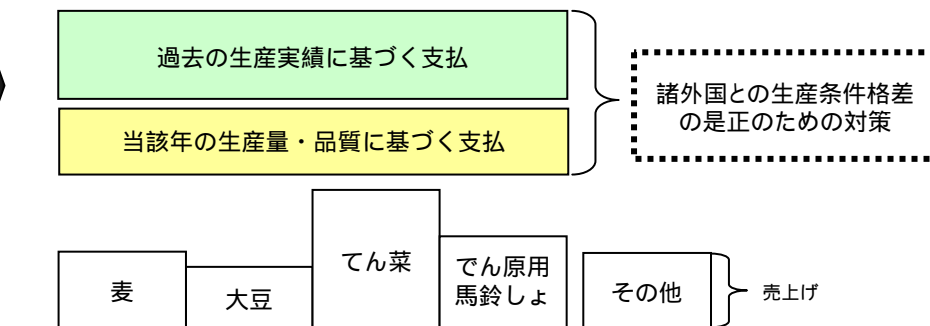 過去の生産実績に基づく支払
当該年の生産量・品質に基づく支払
諸外国との生産条件格差
の是正のための対策
麦
大豆
てん菜
でん原用
馬鈴しょ
その他
売上げ